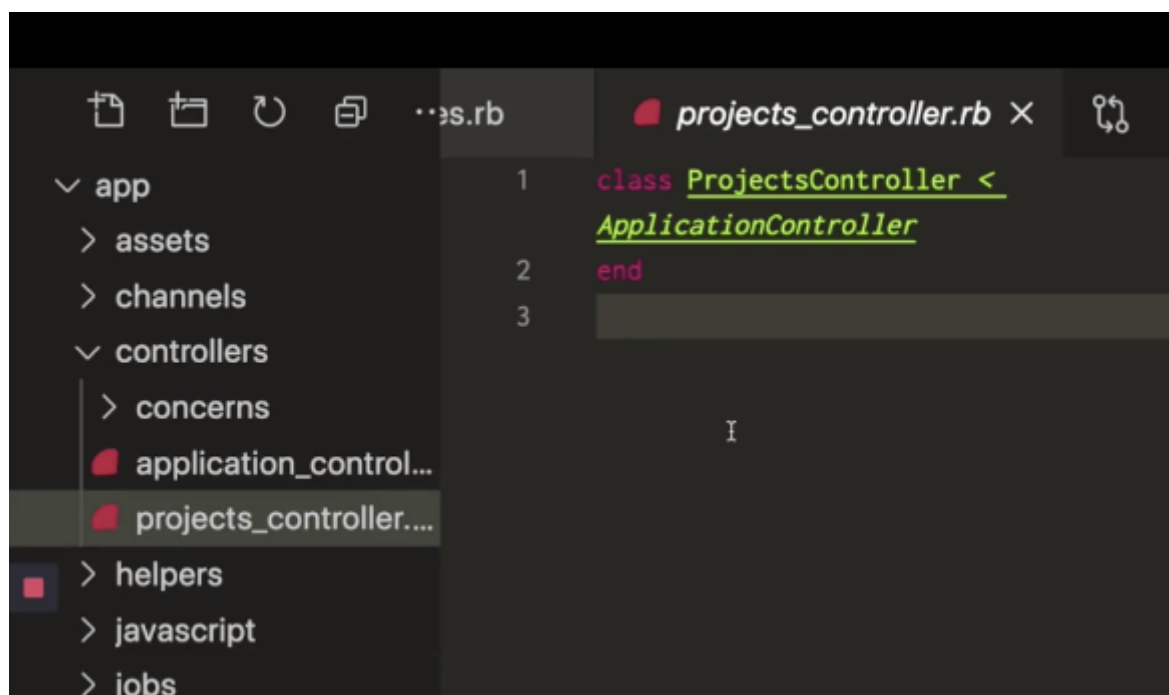 ··es.rb
projects_controller.rb ×
app
assets
channels
controllers
concerns
application_control...
projects_controller....
helpers
javascript
jobs
1 class ProjectsController <
ApplicationController
2 end
3